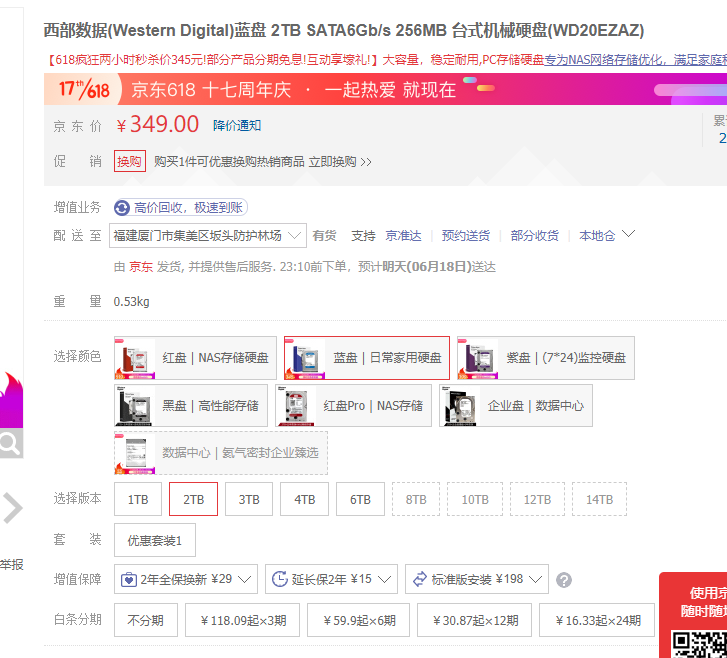 西部数据(Western Digital)蓝盘 2TB SATA6Gb/s 256MB 台式机械硬盘(WD20EZAZ)
【618疯狂两小时秒杀价345元!部分产品分期免息!互动享壕礼!】大容量，稳定耐用,PC存储硬盘专为NAS网络存储优化，满足家庭
17th/618 京东618 十七周年庆 · 一起热爱 就现在
京东价 ￥349.00 降价通知 累
2
促销 换购 购买1件可优惠换购热销商品 立即换购 >>
增值业务 高价回收，极速到账
配送至 福建厦门市集美区坂头防护林场 有货 支持 京准达 预约送货 部分收货 本地仓
由 京东 发货, 并提供售后服务. 23:10前下单，预计明天(06月18日)送达
重量 0.53kg
选择颜色 红盘 | NAS存储硬盘 蓝盘 | 日常家用硬盘 紫盘 | (7*24)监控硬盘
黑盘 | 高性能存储 红盘Pro | NAS存储 企业盘 | 数据中心
数据中心 | 氦气密封企业臻选
选择版本 1TB 2TB 3TB 4TB 6TB 8TB 10TB 12TB 14TB
套装 优惠套装1
举报
增值保障 2年全保换新 ¥29 延长保2年 ¥15 标准版安装 ¥198 ?
使用京
随时随
白条分期 不分期 ￥118.09起×3期 ￥59.9起×6期 ￥30.87起×12期 ￥16.33起×24期